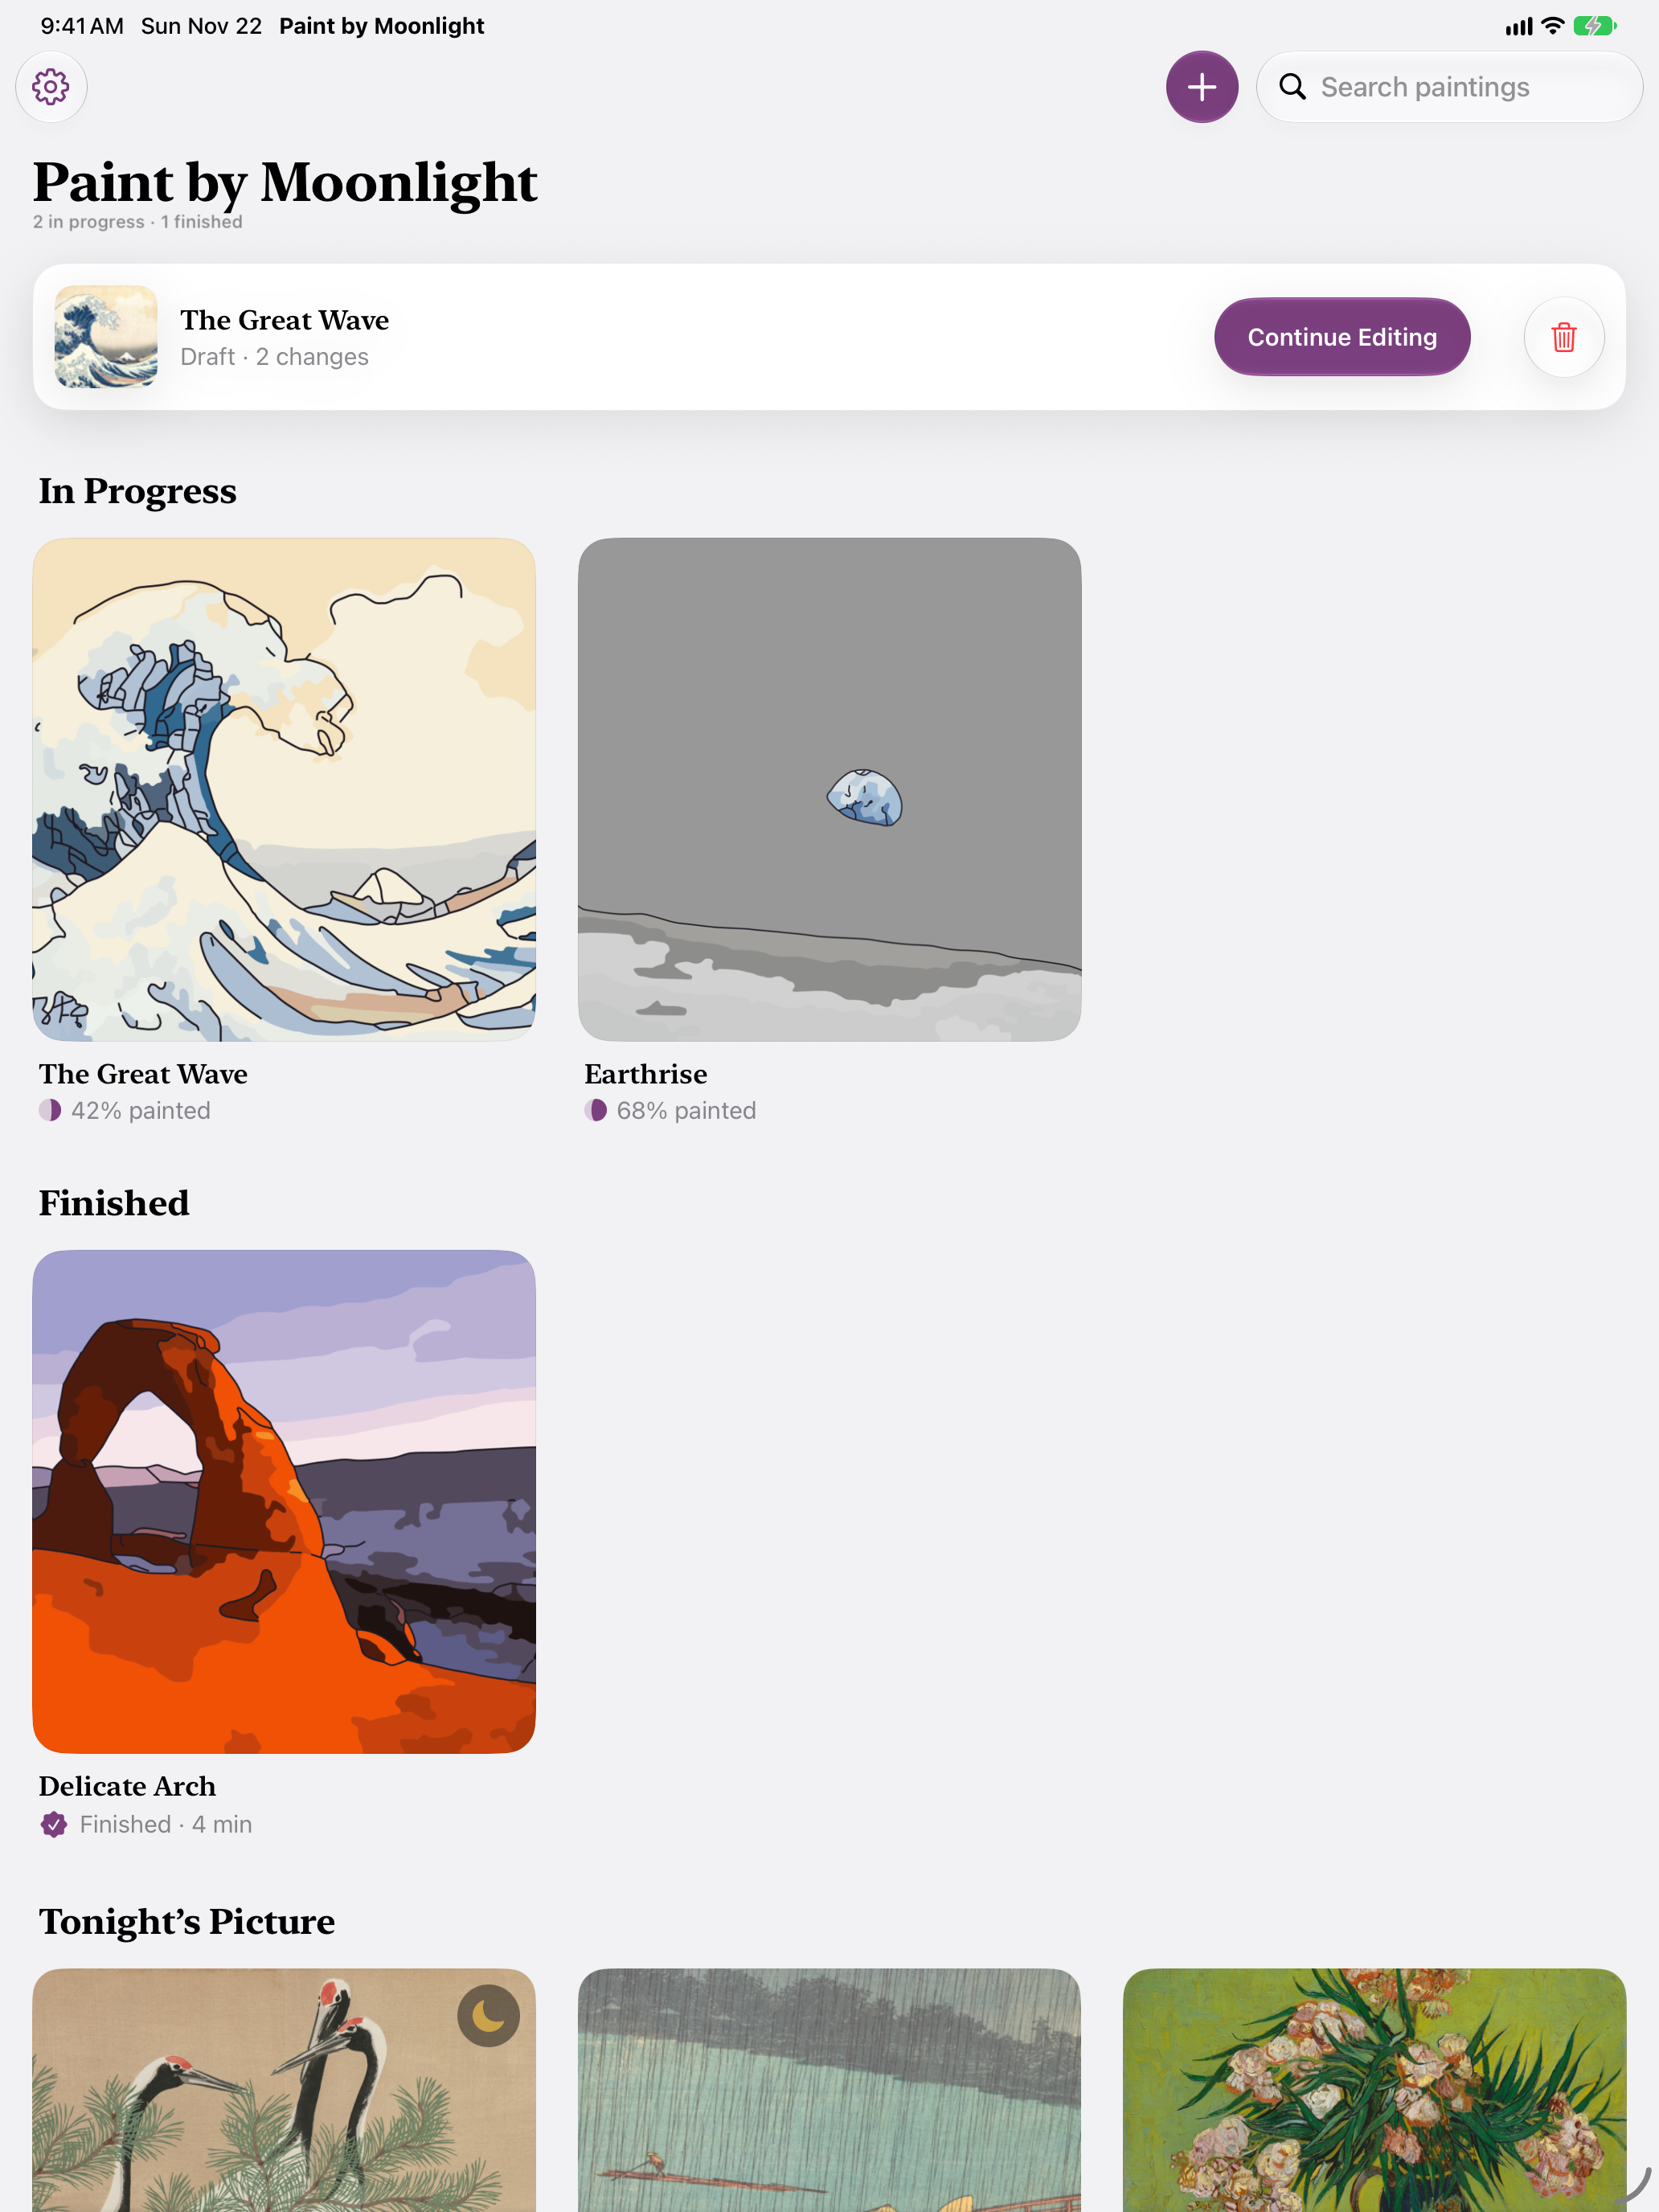 9:41 AM Sun Nov 22 Paint by Moonlight
Search paintings
Paint by Moonlight
2 in progress · 1 finished
The Great Wave
Draft · 2 changes
Continue Editing
In Progress
The Great Wave
42% painted
Earthrise
68% painted
Finished
Delicate Arch
Finished · 4 min
Tonight’s Picture